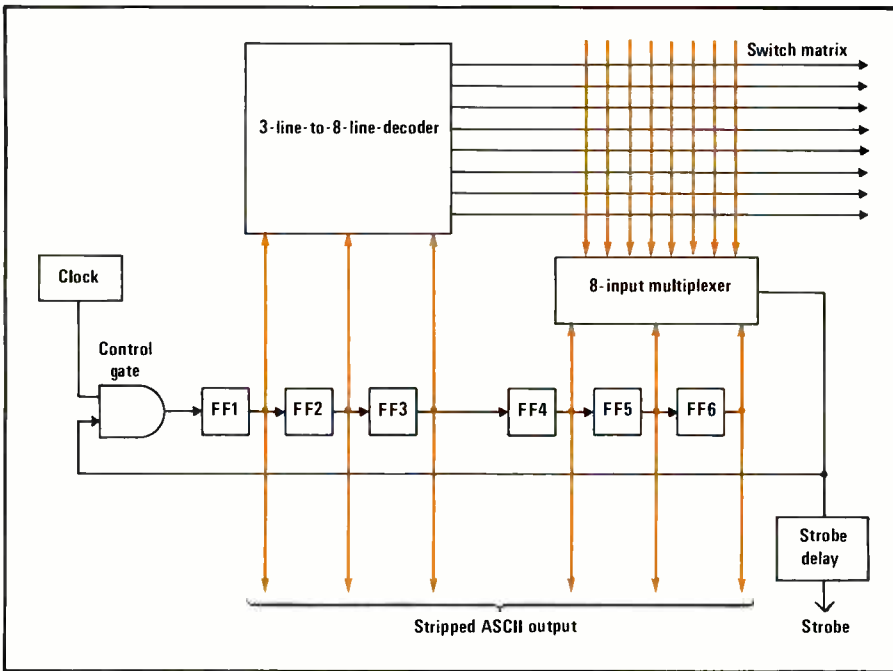 Switch matrix
3-line-to-8-line-decoder
Clock
8-input multiplexer
Control
gate
FF1
FF2
FF3
FF4
FF5
FF6
Strobe
delay
Stripped ASCII output
Strobe